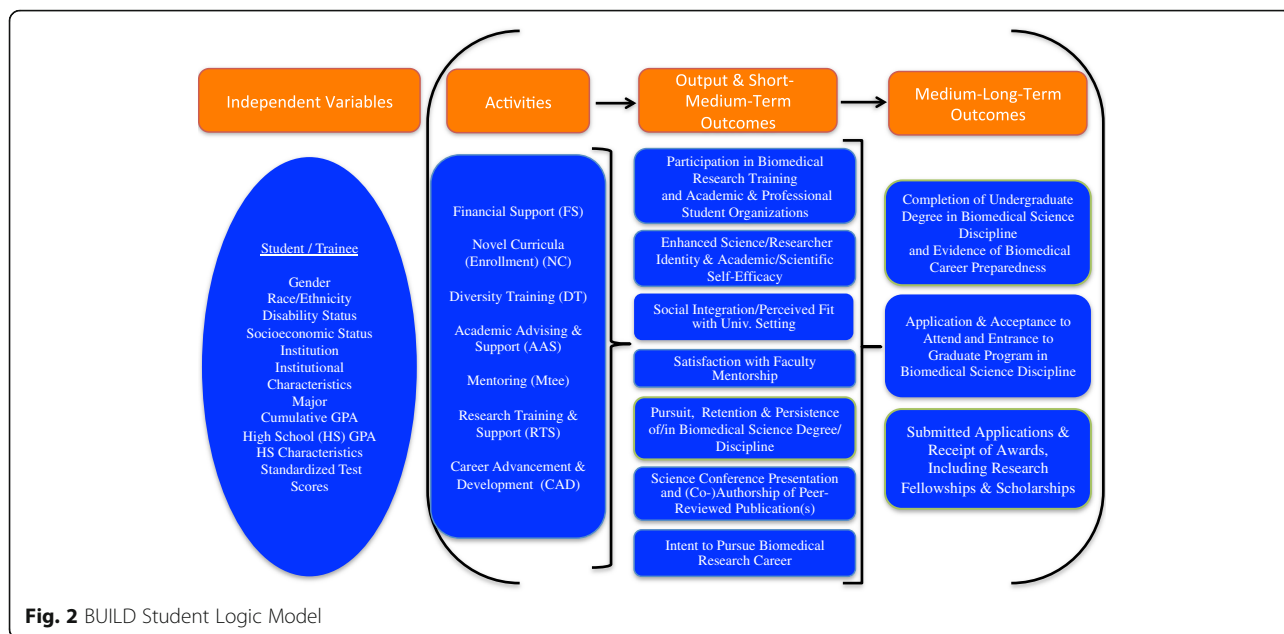 Independent Variables
Activities
Output & Short-
Medium-Term
Outcomes
Medium-Long-Term
Outcomes
Student / Trainee
Gender
Race/Ethnicity
Disability Status
Socioeconomic Status
Institution
Institutional
Characteristics
Major
Cumulative GPA
High School (HS) GPA
HS Characteristics
Standardized Test
Scores
Financial Support (FS)
Novel Curricula
(Enrollment) (NC)
Diversity Training (DT)
Academic Advising &
Support (AAS)
Mentoring (Mtee)
Research Training &
Support (RTS)
Career Advancement &
Development (CAD)
Participation in Biomedical
Research Training
and Academic & Professional
Student Organizations
Enhanced Science/Researcher
Identity & Academic/Scientific
Self-Efficacy
Social Integration/Perceived Fit
with Univ. Setting
Satisfaction with Faculty
Mentorship
Pursuit, Retention & Persistence
of/in Biomedical Science Degree/
Discipline
Science Conference Presentation
and (Co-)Authorship of Peer-
Reviewed Publication(s)
Intent to Pursue Biomedical
Research Career
Completion of Undergraduate
Degree in Biomedical Science
Discipline
and Evidence of Biomedical
Career Preparedness
Application & Acceptance to
Attend and Entrance to
Graduate Program in
Biomedical Science Discipline
Submitted Applications &
Receipt of Awards,
Including Research
Fellowships & Scholarships
Fig. 2 BUILD Student Logic Model